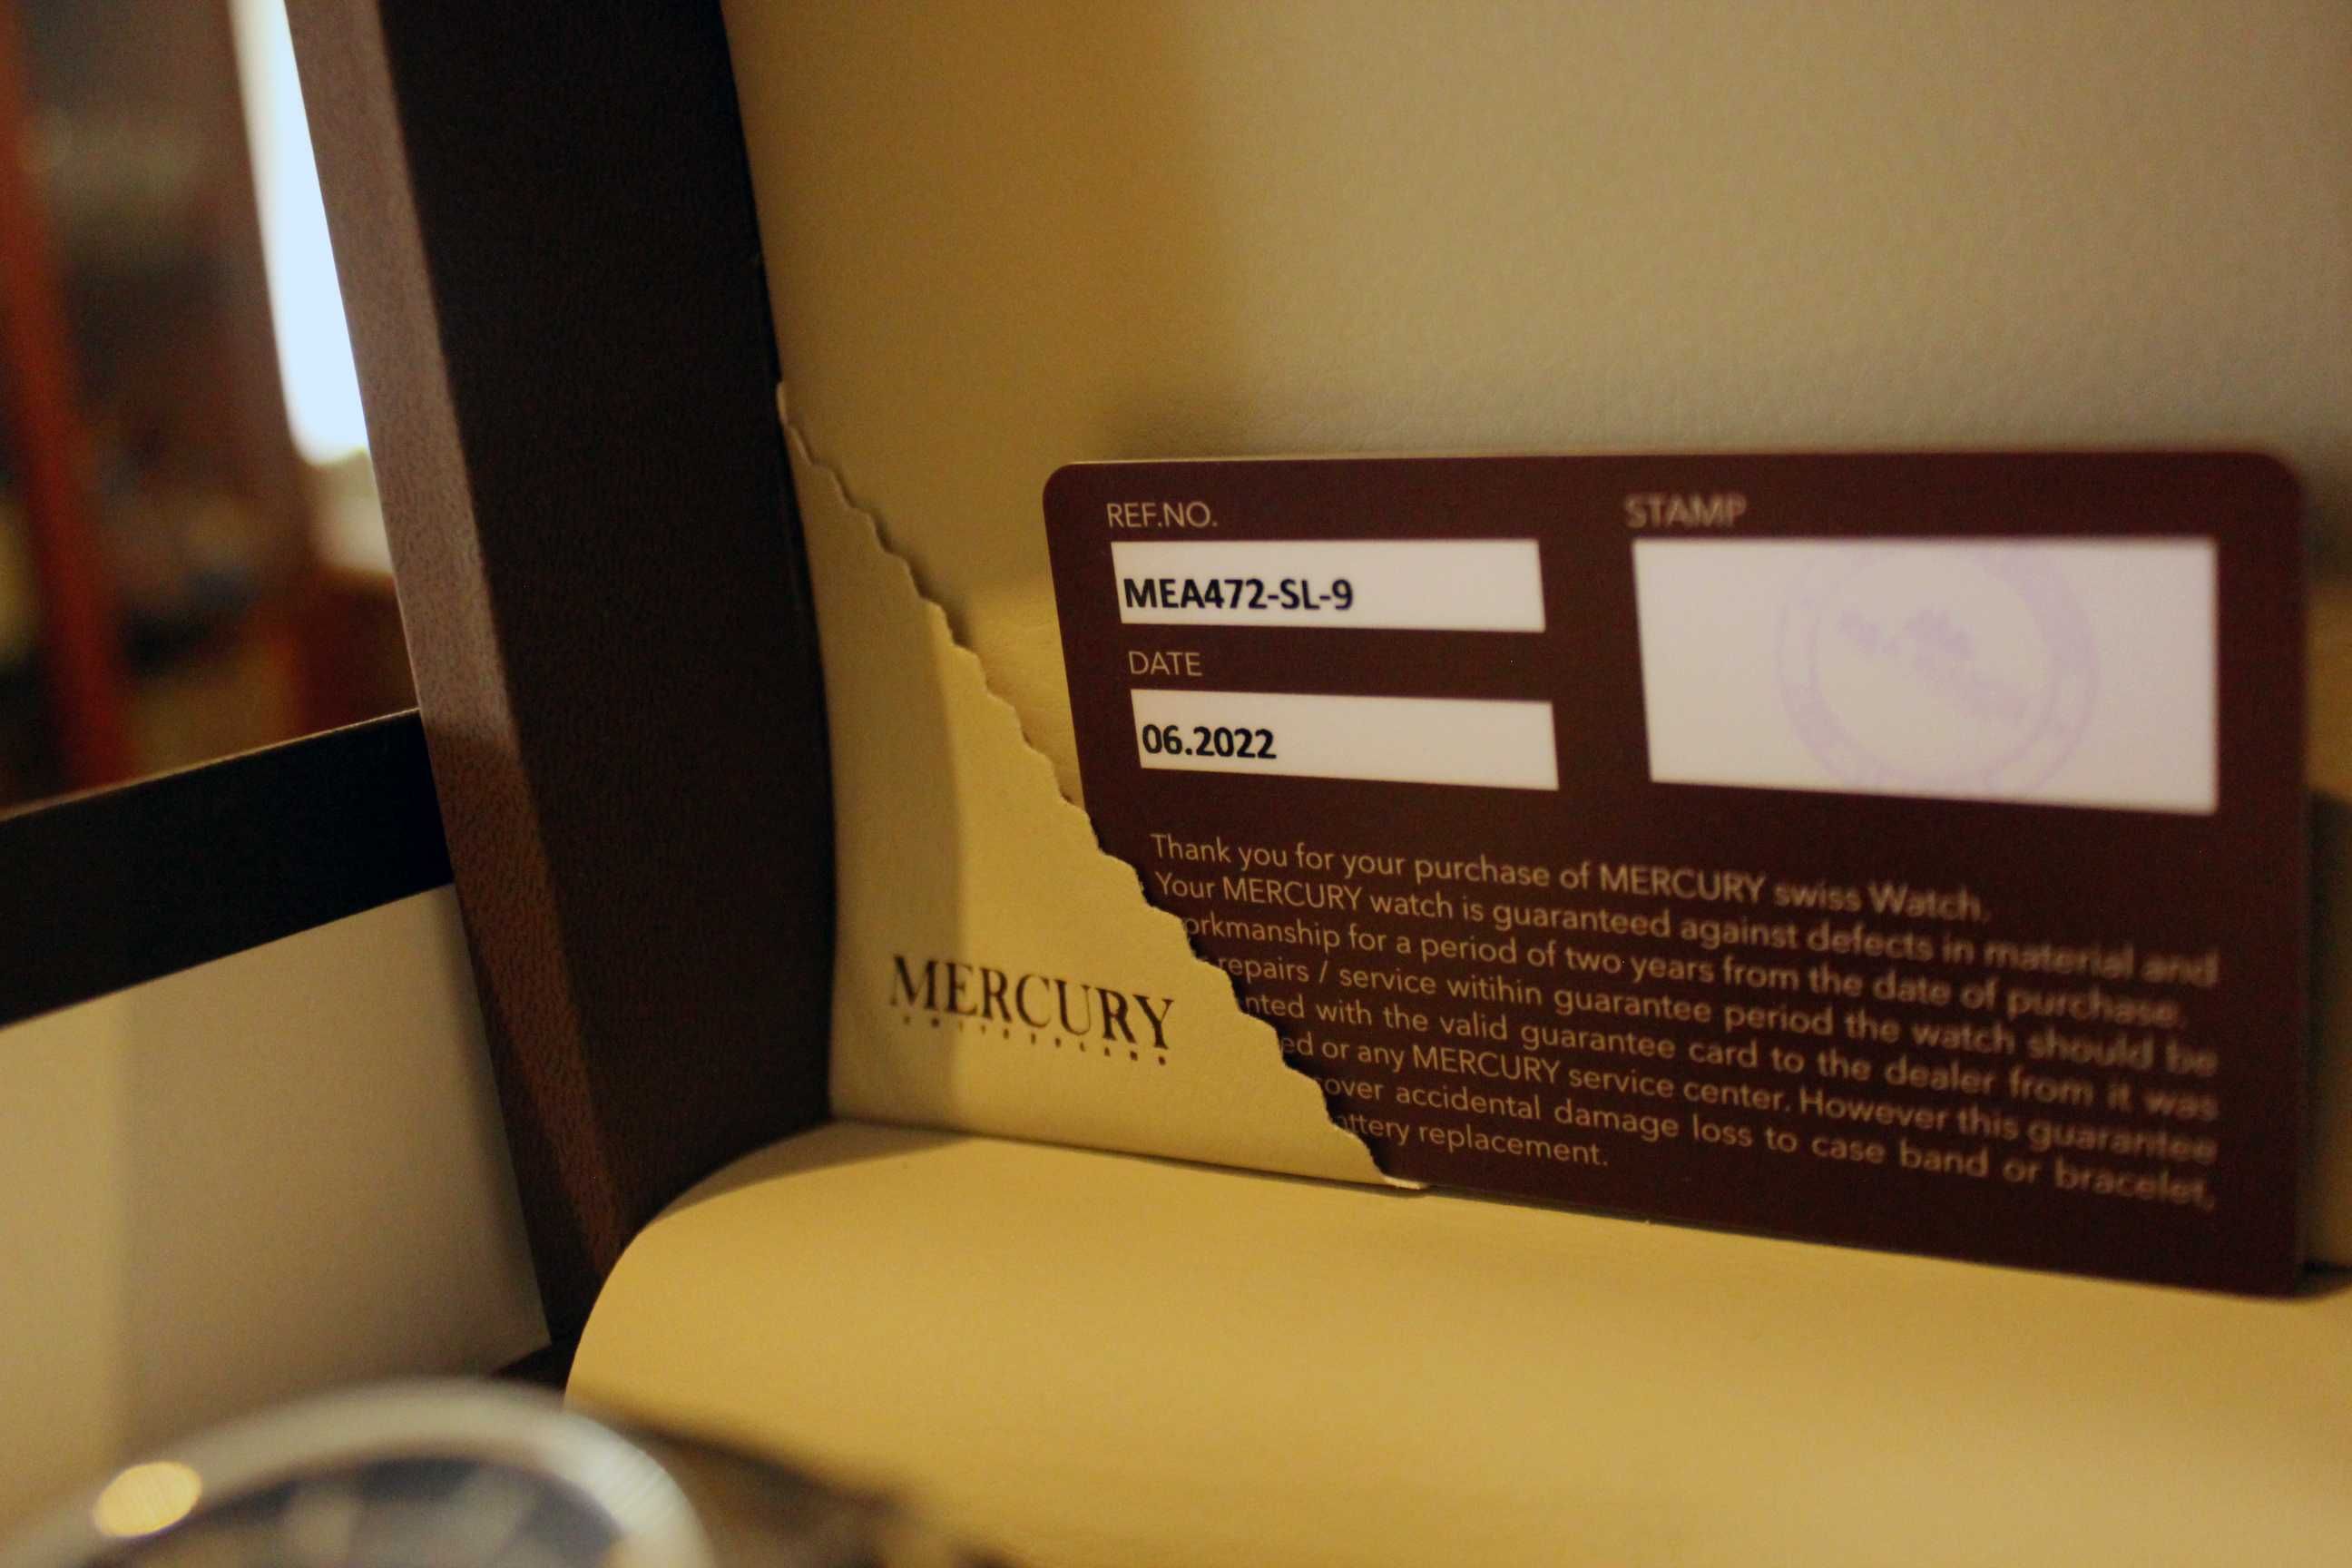 REF.NO.
STAMP
MEA472-SL-9
DATE
06.2022
Thank you for your purchase of MERCURY swiss Watch.
Your MERCURY watch is guaranteed against defects in material and
orkmanship for a period of two years from the date of purchase.
repairs / service witihin guarantee period the watch should be
nted with the valid guarantee card to the dealer from it was
ed or any MERCURY service center. However this guarantee
over accidental damage loss to case band or bracelet,
ttery replacement.
MERCURY
SWITZERLAND